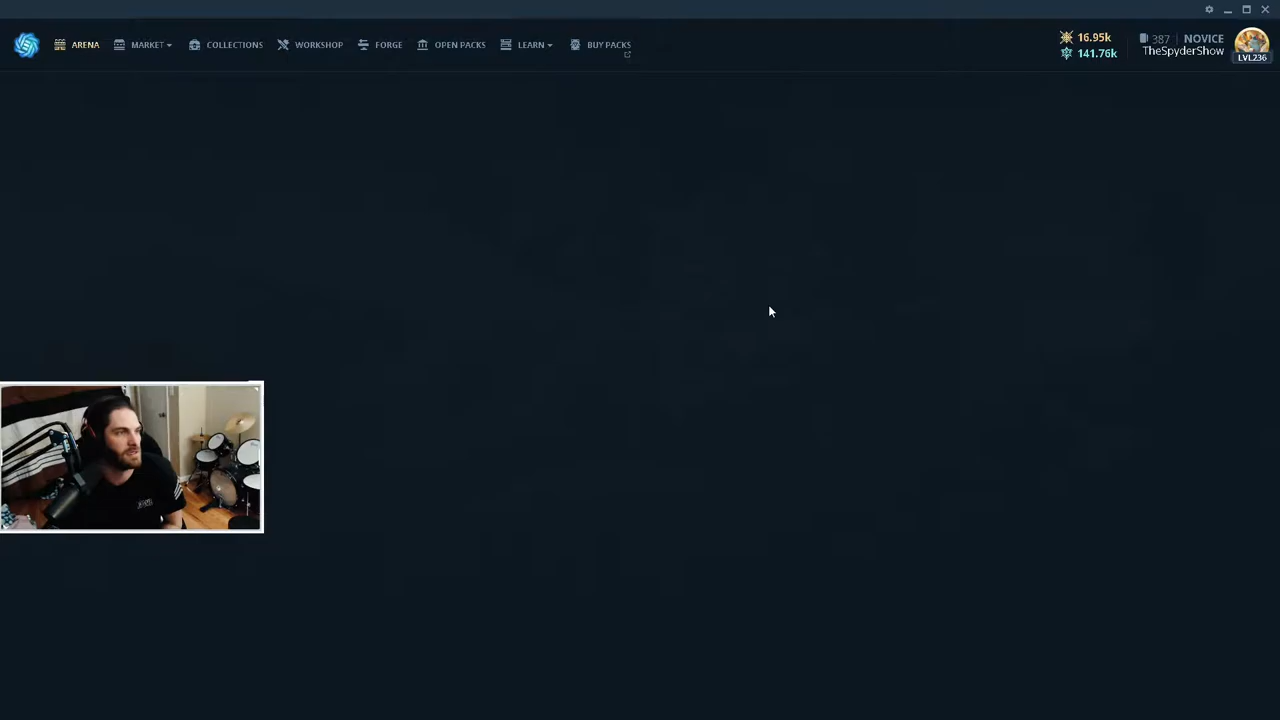 ARENA
MARKET
COLLECTIONS
WORKSHOP
FORGE
OPEN PACKS
LEARN
BUY PACKS
16.95k
141.76k
387
NOVICE
TheSpyderShow
LVL236